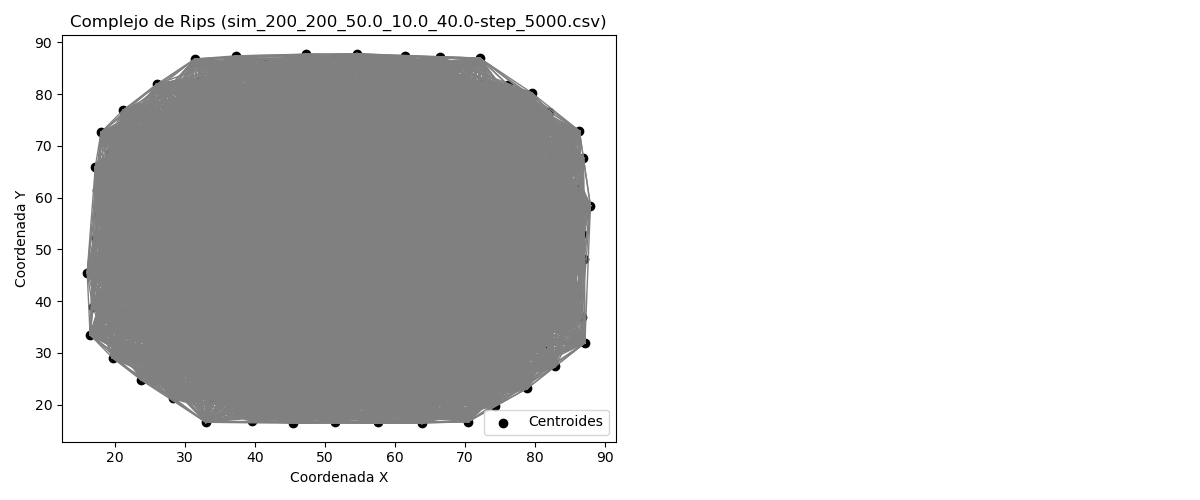 Complejo de Rips (sim_200_200_50.0_10.0_40.0-step_5000.csv)
90
80
70
60
50
40
30
20
Coordenada Y
Centroides
20 30 40 50 60 70 80 90
Coordenada X